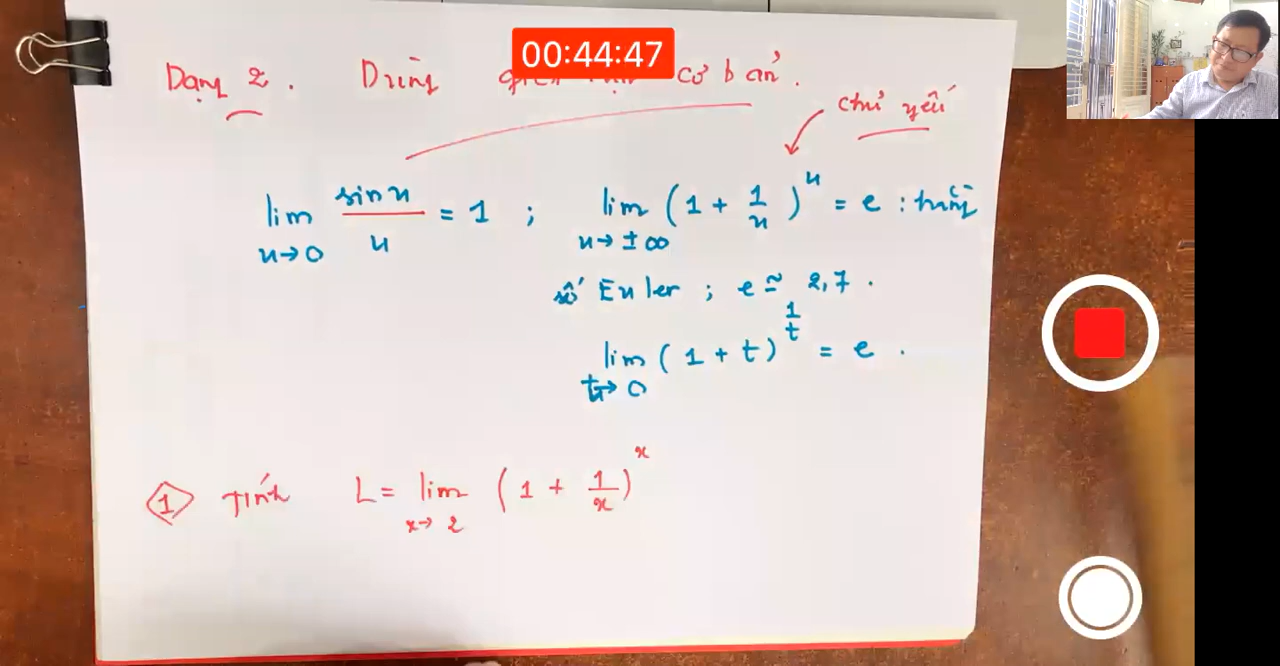 00:44:47
Dạng 2. Dùng cơ bản.
chủ yếu
lim sin u / u = 1 ; lim (1 + 1/u)^u = e : hằng
u→0 u→ ±∞
số Euler ; e ≃ 2,7.
lim (1 + t)^(1/t) = e .
t→ 0
1 Tính L = lim (1 + 1/x)^x
x→ 2